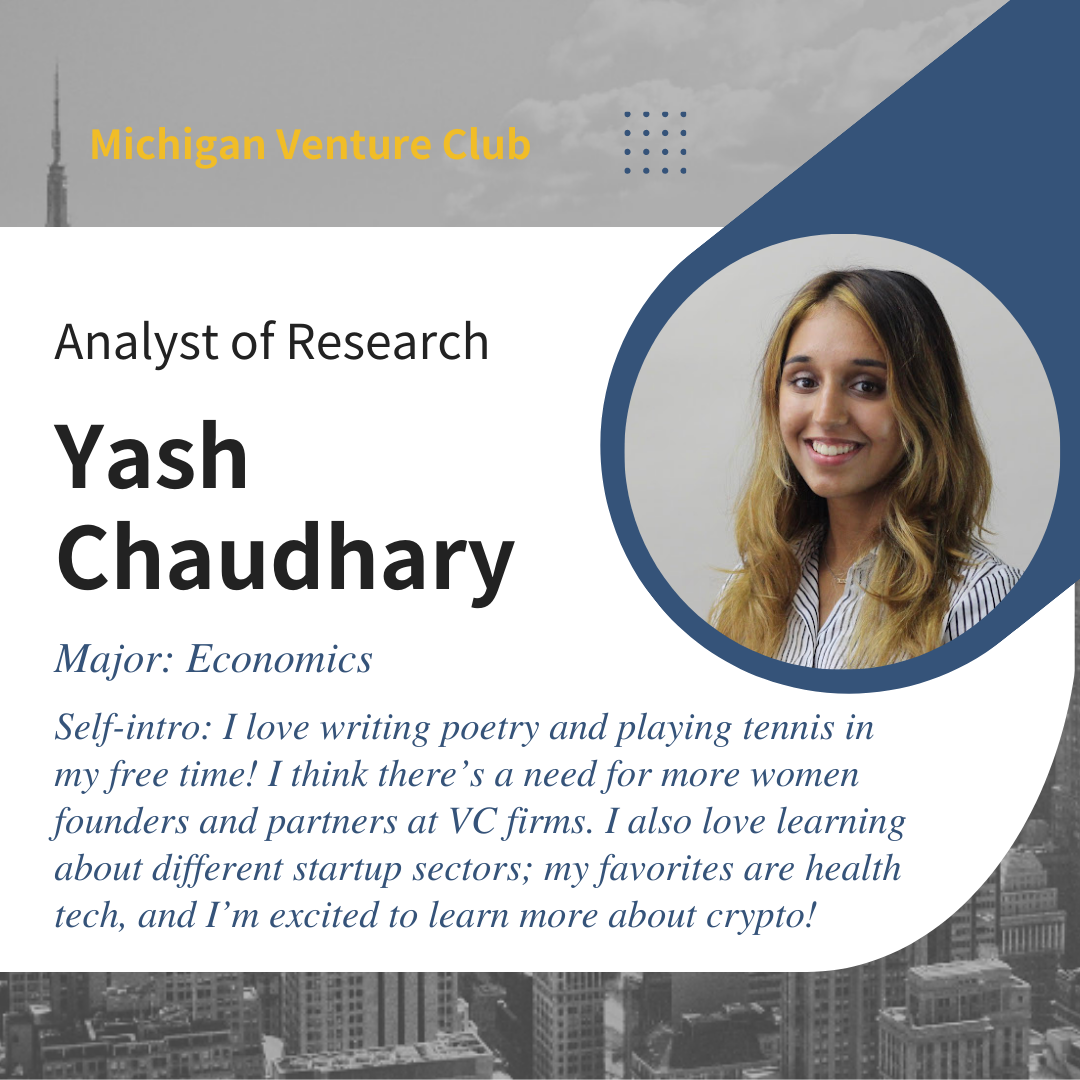 Michigan Venture Club
Analyst of Research
Yash
Chaudhary
Major: Economics
Self-intro: I love writing poetry and playing tennis in
my free time! I think there’s a need for more women
founders and partners at VC firms. I also love learning
about different startup sectors; my favorites are health
tech, and I’m excited to learn more about crypto!